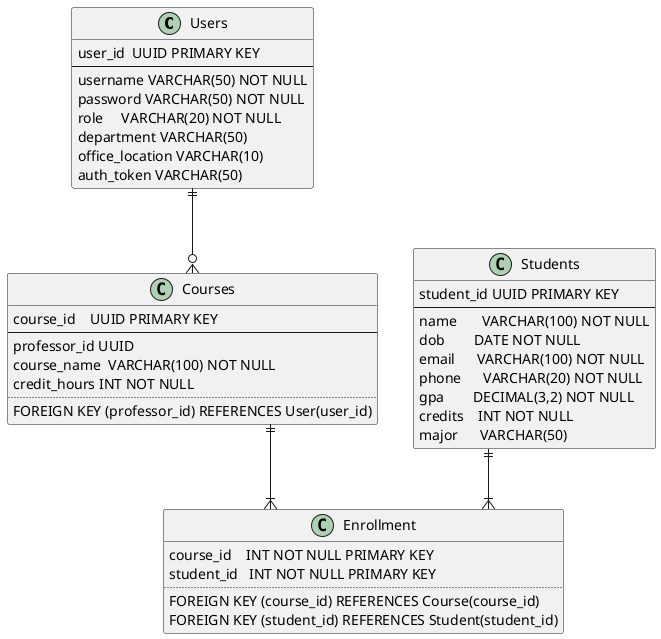 C Users
user_id UUID PRIMARY KEY
username VARCHAR(50) NOT NULL
password VARCHAR(50) NOT NULL
role VARCHAR(20) NOT NULL
department VARCHAR(50)
office_location VARCHAR(10)
auth_token VARCHAR(50)
C Courses
course_id UUID PRIMARY KEY
professor_id UUID
course_name VARCHAR(100) NOT NULL
credit_hours INT NOT NULL
FOREIGN KEY (professor_id) REFERENCES User(user_id)
C Students
student_id UUID PRIMARY KEY
name VARCHAR(100) NOT NULL
dob DATE NOT NULL
email VARCHAR(100) NOT NULL
phone VARCHAR(20) NOT NULL
gpa DECIMAL(3,2) NOT NULL
credits INT NOT NULL
major VARCHAR(50)
C Enrollment
course_id INT NOT NULL PRIMARY KEY
student_id INT NOT NULL PRIMARY KEY
FOREIGN KEY (course_id) REFERENCES Course(course_id)
FOREIGN KEY (student_id) REFERENCES Student(student_id)